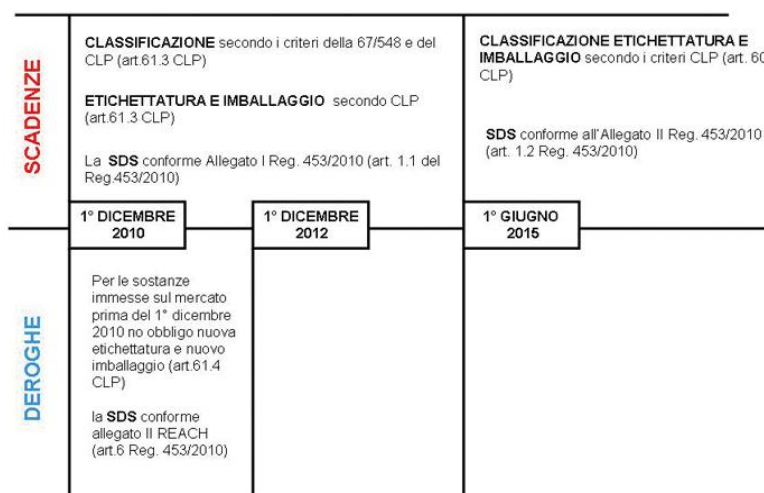 SCADENZE
CLASSIFICAZIONE secondo i criteri della 67/548 e del
CLP (art.61.3 CLP)
ETICHETTATURA E IMBALLAGGIO secondo CLP
(art.61.3 CLP)
La SDS conforme Allegato I Reg. 453/2010 (art. 1.1 del
Reg.453/2010)
CLASSIFICAZIONE ETICHETTATURA E
IMBALLAGGIO secondo i criteri CLP (art. 60
CLP)
SDS conforme all'Allegato II Reg. 453/2010
(art. 1.2 Reg. 453/2010)
1° DICEMBRE
2010
1° DICEMBRE
2012
1° GIUGNO
2015
DEROGHE
Per le sostanze
immesse sul mercato
prima del 1° dicembre
2010 no obbligo nuova
etichettatura e nuovo
imballaggio (art.61.4
CLP)
la SDS conforme
allegato II REACH
(art.6 Reg. 453/2010)